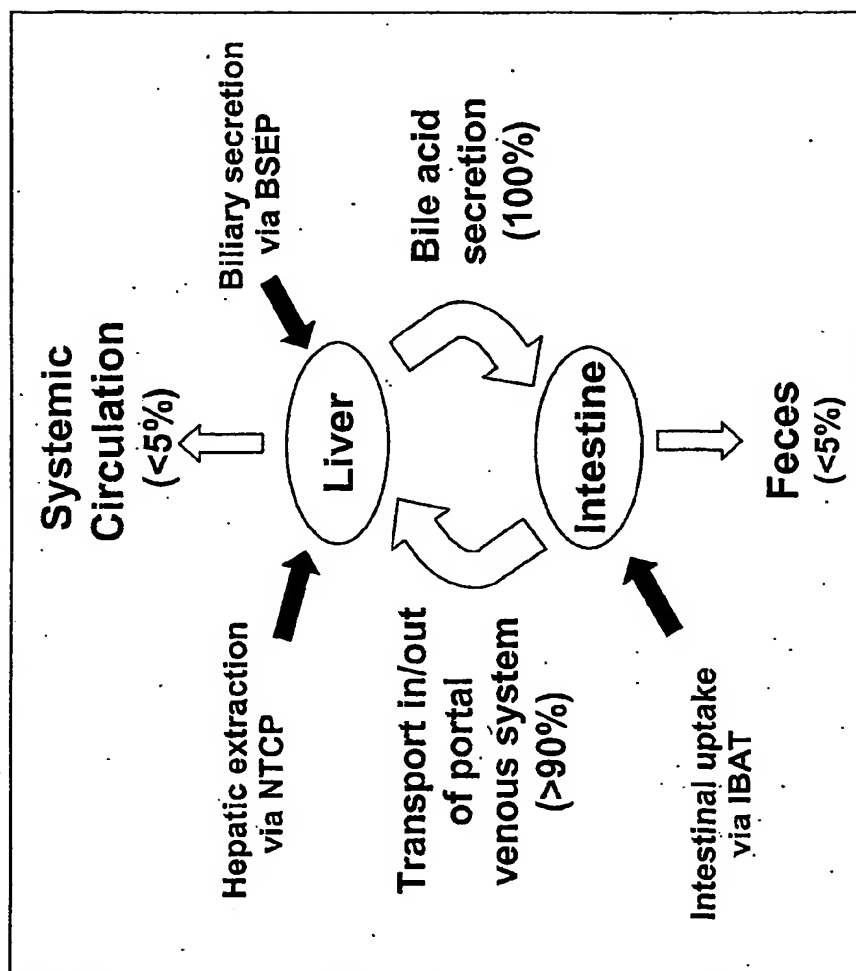 Systemic
Circulation
(<5%)
Hepatic extraction
via NTCP
Biliary secretion
via BSEP
Liver
Transport in/out
of portal
venous system
(>90%)
Bile acid
secretion
(100%)
Intestine
Intestinal uptake
via IBAT
Feces
(<5%)